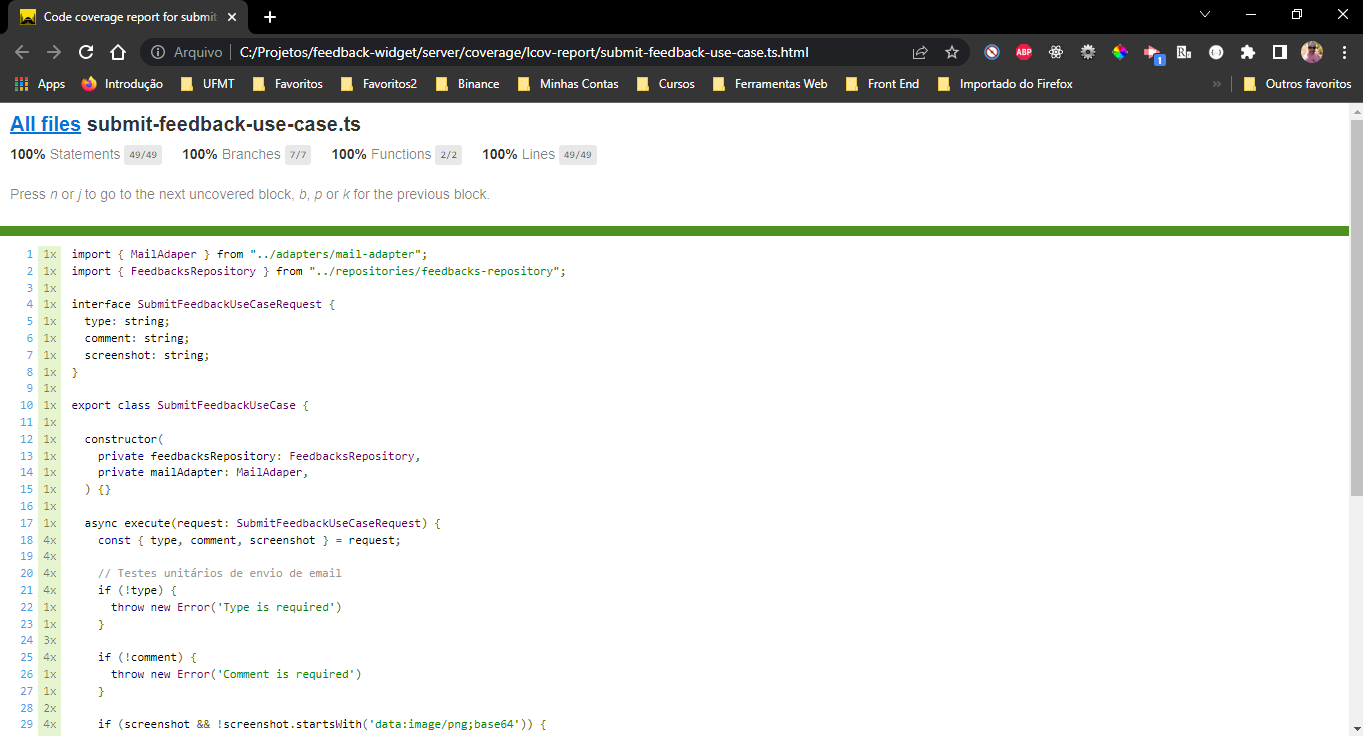 Code coverage report for submit
Arquivo C:/Projetos/feedback-widget/server/coverage/lcov-report/submit-feedback-use-case.ts.html
ABP 1
Apps Introdução UFMT Favoritos Favoritos2 Binance Minhas Contas Cursos Ferramentas Web Front End Importado do Firefox » Outros favoritos
All files submit-feedback-use-case.ts
100% Statements 49/49 100% Branches 7/7 100% Functions 2/2 100% Lines 49/49
Press n or j to go to the next uncovered block, b, p or k for the previous block.
1 1x import { MailAdaper } from "../adapters/mail-adapter";
2 1x import { FeedbacksRepository } from "../repositories/feedbacks-repository";
3 1x
4 1x interface SubmitFeedbackUseCaseRequest {
5 1x type: string;
6 1x comment: string;
7 1x screenshot: string;
8 1x }
9 1x
10 1x export class SubmitFeedbackUseCase {
11 1x
12 1x constructor(
13 1x private feedbacksRepository: FeedbacksRepository,
14 1x private mailAdapter: MailAdaper,
15 1x ) {}
16 1x
17 1x async execute(request: SubmitFeedbackUseCaseRequest) {
18 4x const { type, comment, screenshot } = request;
19 4x
20 4x // Testes unitários de envio de email
21 4x if (!type) {
22 1x throw new Error('Type is required')
23 1x }
24 3x
25 4x if (!comment) {
26 1x throw new Error('Comment is required')
27 1x }
28 2x
29 4x if (screenshot && !screenshot.startsWith('data:image/png;base64')) {